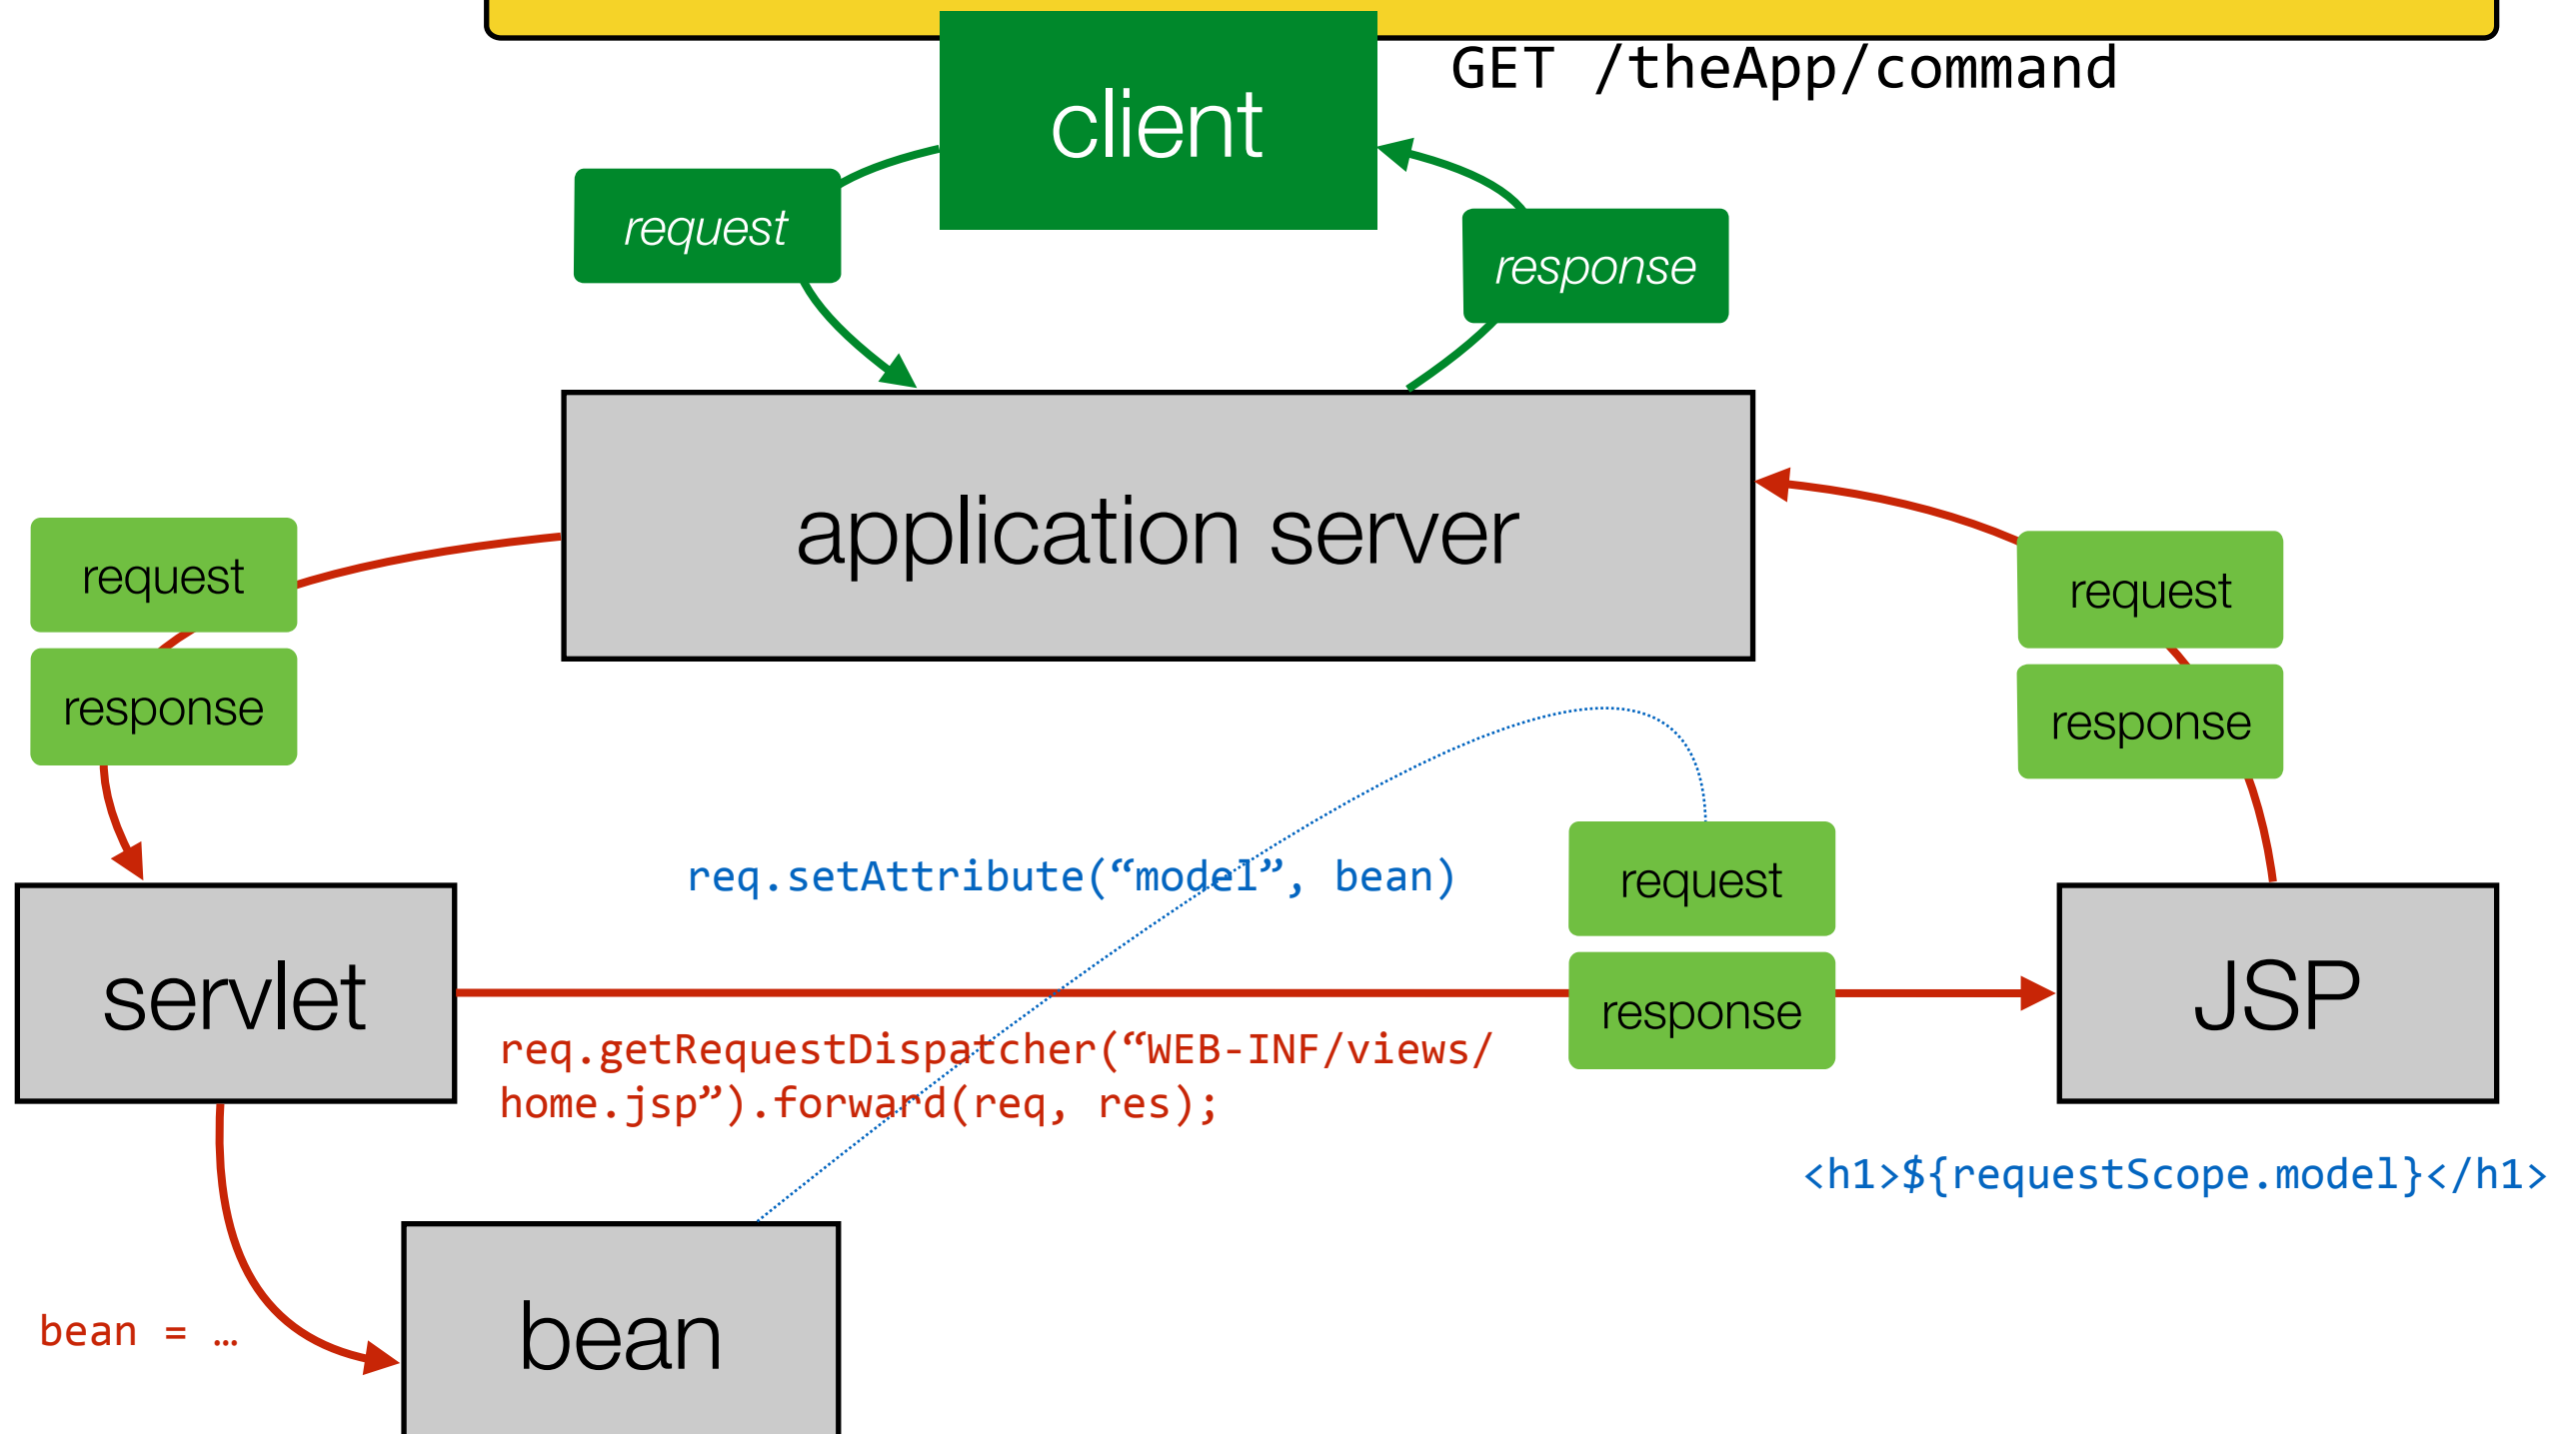 GET /theApp/command
client
request
response
application server
request
response
request
response
req.setAttribute(“model”, bean)
request
response
servlet
JSP
req.getRequestDispatcher(“WEB-INF/views/
home.jsp”).forward(req, res);
<h1>${requestScope.model}</h1>
bean = …
bean